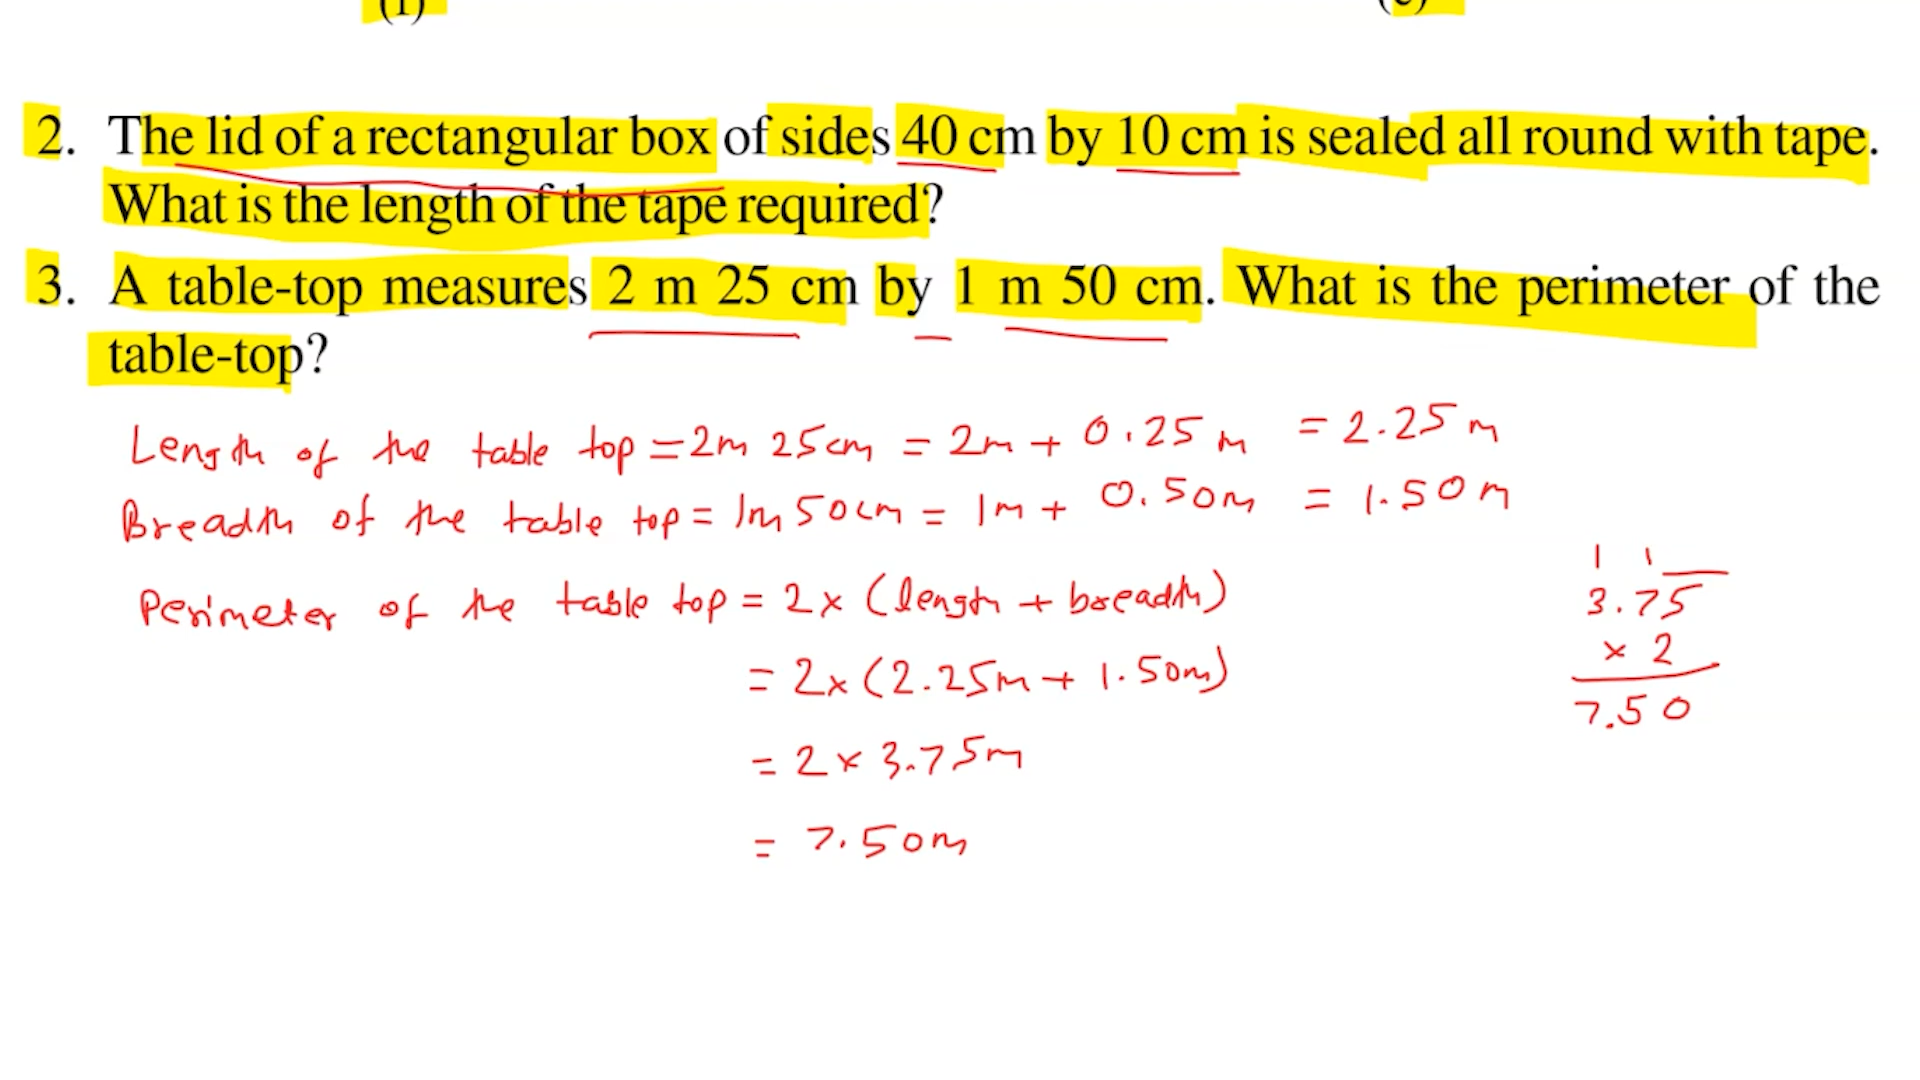 2. The lid of a rectangular box of sides 40 cm by 10 cm is sealed all round with tape.
What is the length of the tape required?
3. A table-top measures 2 m 25 cm by 1 m 50 cm. What is the perimeter of the
table-top?
Length of the table top = 2m 25cm = 2m + 0.25 m = 2.25 m
Breadth of the table top = 1m 50cm = 1m + 0.50m = 1.50 m
Perimeter of the table top = 2 x (length + breadth)
= 2x (2.25m + 1.50m)
= 2 x 3.75m
= 7.50m
1 1
3.75
x 2
7.50